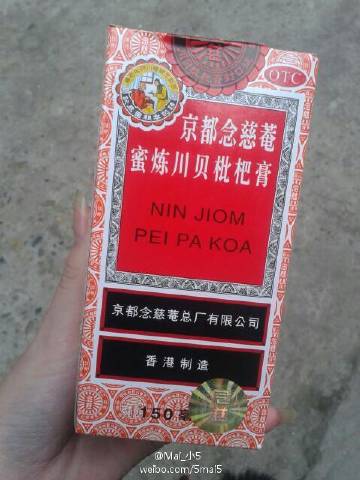 OTC
京都念慈菴
蜜炼川贝枇杷膏
NIN JIOM
PEI PA KOA
京都念慈菴总厂有限公司
香港制造
150
@Mai_小5
weibo.com/5mai5